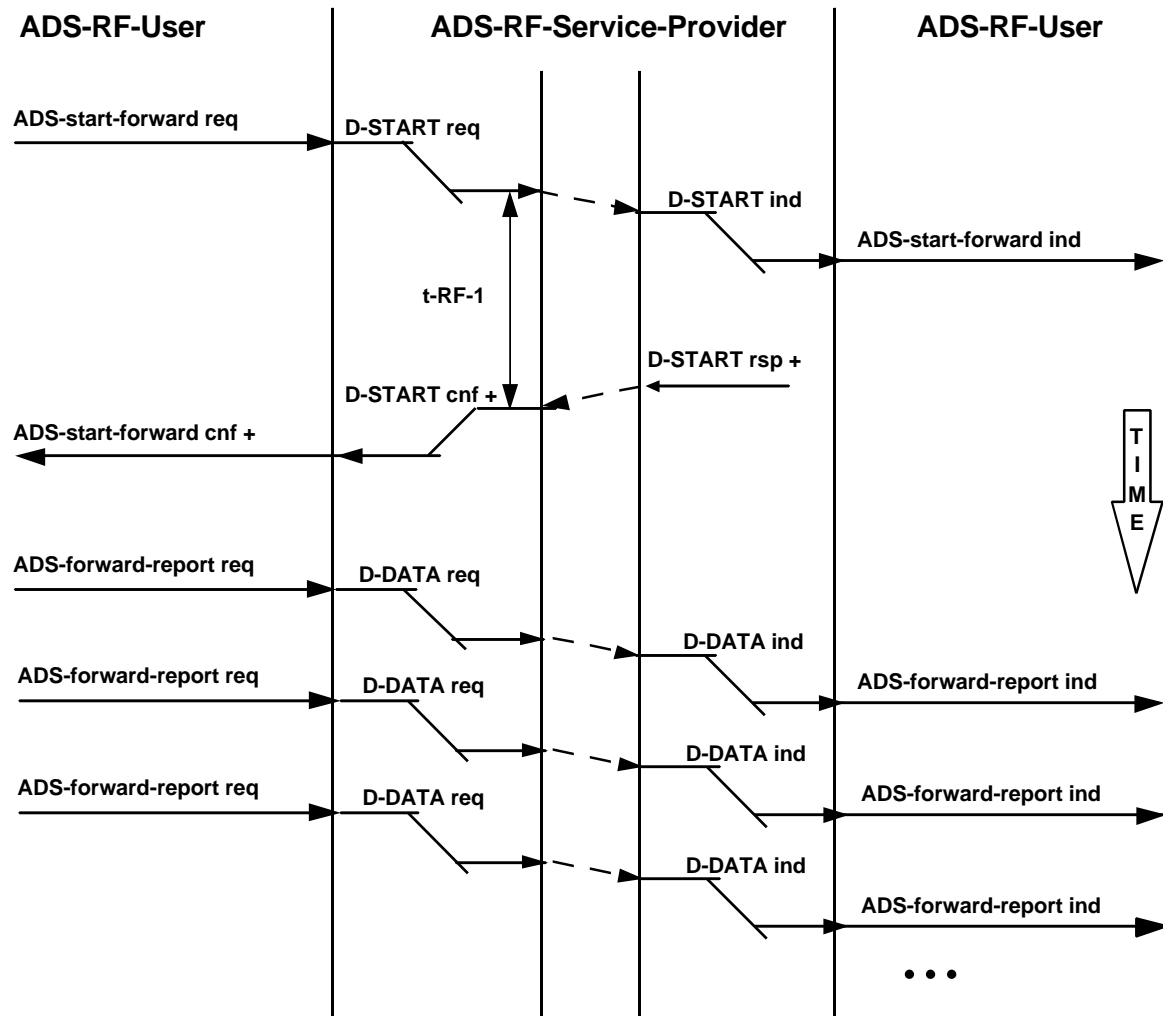 ADS-RF-User
ADS-RF-Service-Provider
ADS-RF-User
ADS-start-forward req
D-START req
D-START ind
ADS-start-forward ind
t-RF-1
D-START rsp +
D-START cnf +
ADS-start-forward cnf +
T
I
M
E
ADS-forward-report req
D-DATA req
D-DATA ind
ADS-forward-report req
D-DATA req
ADS-forward-report ind
D-DATA ind
ADS-forward-report req
D-DATA req
ADS-forward-report ind
D-DATA ind
ADS-forward-report ind
• • •